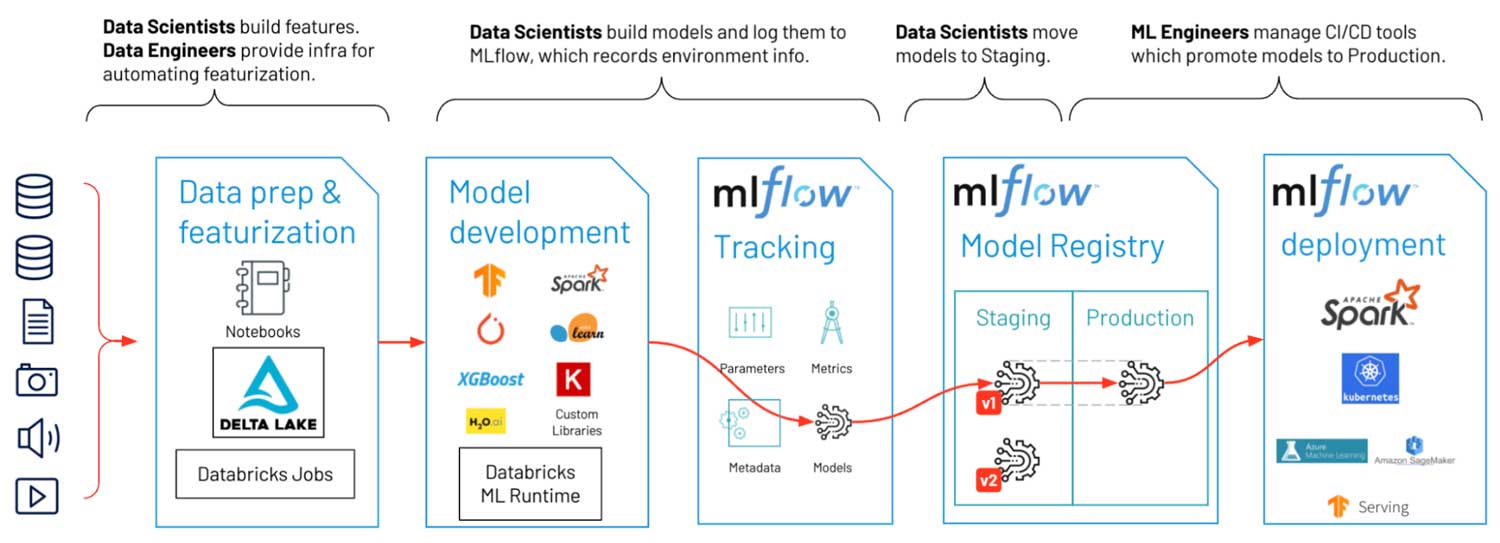 Data Scientists build features.
Data Engineers provide infra for
automating featurization.
Data Scientists build models and log them to
MLflow, which records environment info.
Data Scientists move
models to Staging.
ML Engineers manage CI/CD tools
which promote models to Production.
Data prep &
featurization
Notebooks
DELTA LAKE
Databricks Jobs
Model
development
APACHE
Spark
learn
XGBoost
K
H2O.ai
Custom
Libraries
Databricks
ML Runtime
mlflow™
Tracking
Parameters
Metrics
Metadata
Models
mlflow™
Model Registry
Staging
Production
v1
v2
mlflow™
deployment
APACHE
Spark
kubernetes
Azure
Machine Learning
Amazon SageMaker
Serving